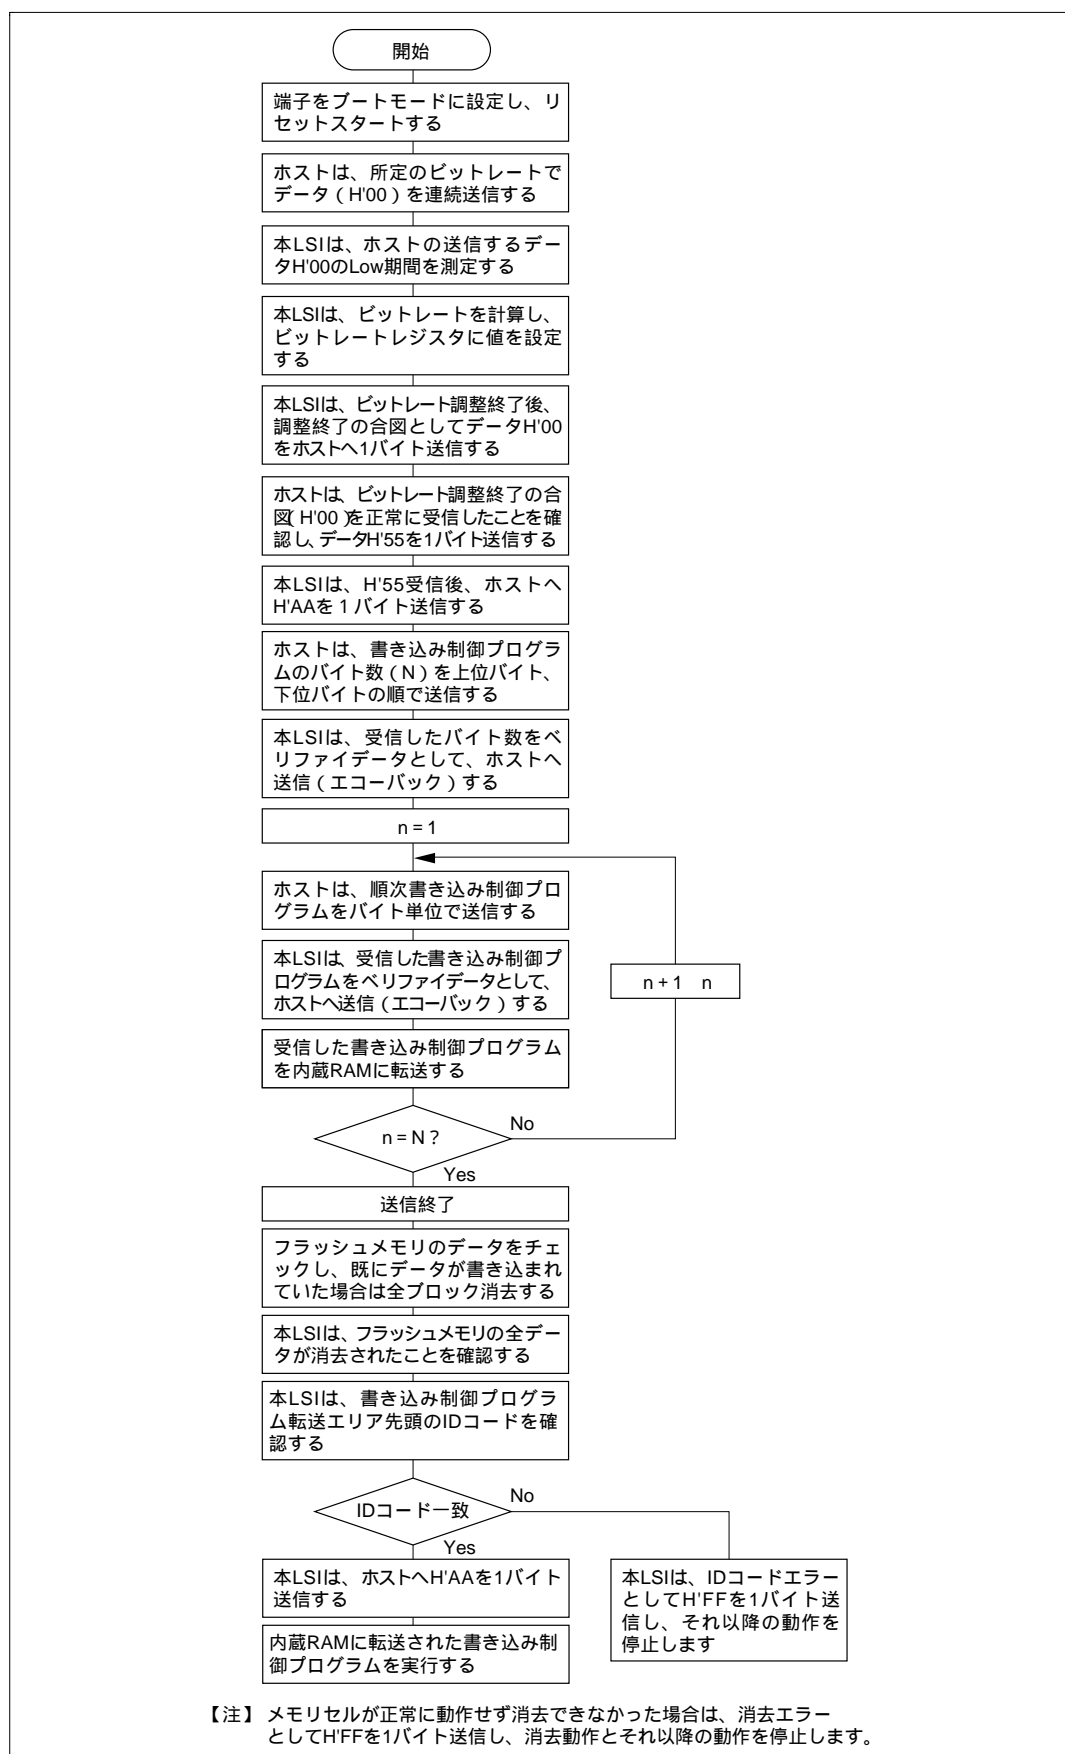 開始
端子をブートモードに設定し、リ
セットスタートする
ホストは、所定のビットレートで
データ（H'00）を連続送信する
本LSIは、ホストの送信するデー
タH'00のLow期間を測定する
本LSIは、ビットレートを計算し、
ビットレートレジスタに値を設定
する
本LSIは、ビットレート調整終了後、
調整終了の合図としてデータH'00
をホストへ1バイト送信する
ホストは、ビットレート調整終了の合
図（H'00）を正常に受信したことを確
認し、データH'55を1バイト送信する
本LSIは、H'55受信後、ホストへ
H'AAを１バイト送信する
ホストは、書き込み制御プログラ
ムのバイト数（N）を上位バイト、
下位バイトの順で送信する
本LSIは、受信したバイト数をベ
リファイデータとして、ホストへ
送信（エコーバック）する
n = 1
ホストは、順次書き込み制御プロ
グラムをバイト単位で送信する
本LSIは、受信した書き込み制御プ
ログラムをベリファイデータとして、
ホストへ送信（エコーバック）する
n + 1　n
受信した書き込み制御プログラム
を内蔵RAMに転送する
n = N？
No
Yes
送信終了
フラッシュメモリのデータをチェ
ックし、既にデータが書き込まれ
ていた場合は全ブロック消去する
本LSIは、フラッシュメモリの全デー
タが消去されたことを確認する
本LSIは、書き込み制御プログラ
ム転送エリア先頭のIDコードを確
認する
IDコード一致
No
Yes
本LSIは、ホストへH'AAを1バイト
送信する
本LSIは、IDコードエラー
としてH'FFを1バイト送
信し、それ以降の動作を
停止します
内蔵RAMに転送された書き込み制
御プログラムを実行する
【注】 メモリセルが正常に動作せず消去できなかった場合は、消去エラー
としてH'FFを1バイト送信し、消去動作とそれ以降の動作を停止します。